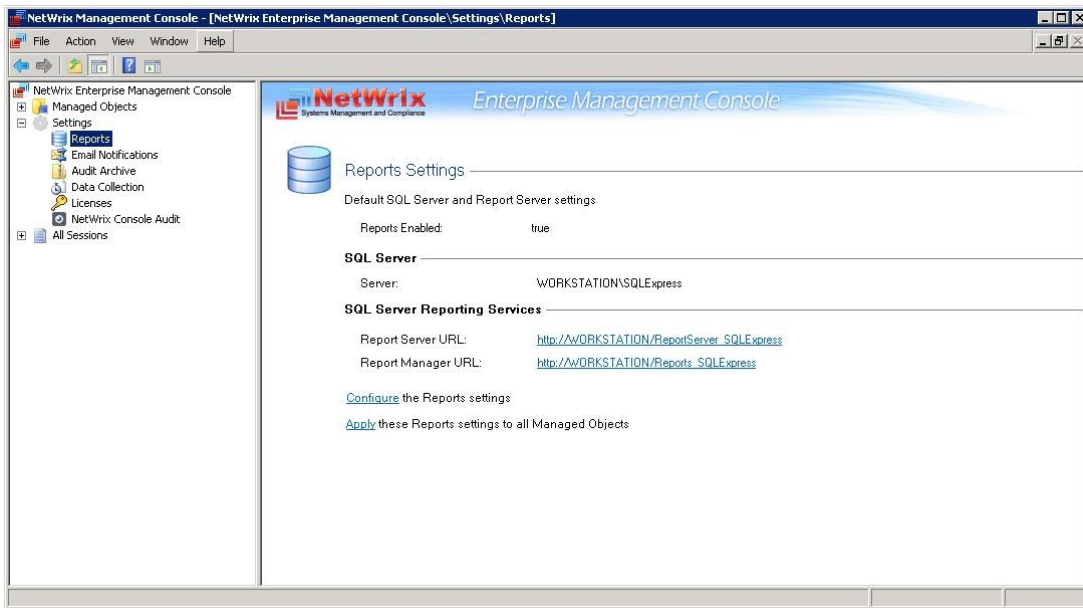 NetWrix Management Console - [NetWrix Enterprise Management Console\Settings\Reports]
File Action View Window Help
NetWrix Enterprise Management Console
Managed Objects
Settings
Reports
Email Notifications
Audit Archive
Data Collection
Licenses
NetWrix Console Audit
All Sessions
NetWrix
Systems Management and Compliance
Enterprise Management Console
Reports Settings
Default SQL Server and Report Server settings
Reports Enabled: true
SQL Server
Server: WORKSTATION\SQLExpress
SQL Server Reporting Services
Report Server URL: http://WORKSTATION/ReportServer_SQLExpress
Report Manager URL: http://WORKSTATION/Reports_SQLExpress
Configure the Reports settings
Apply these Reports settings to all Managed Objects